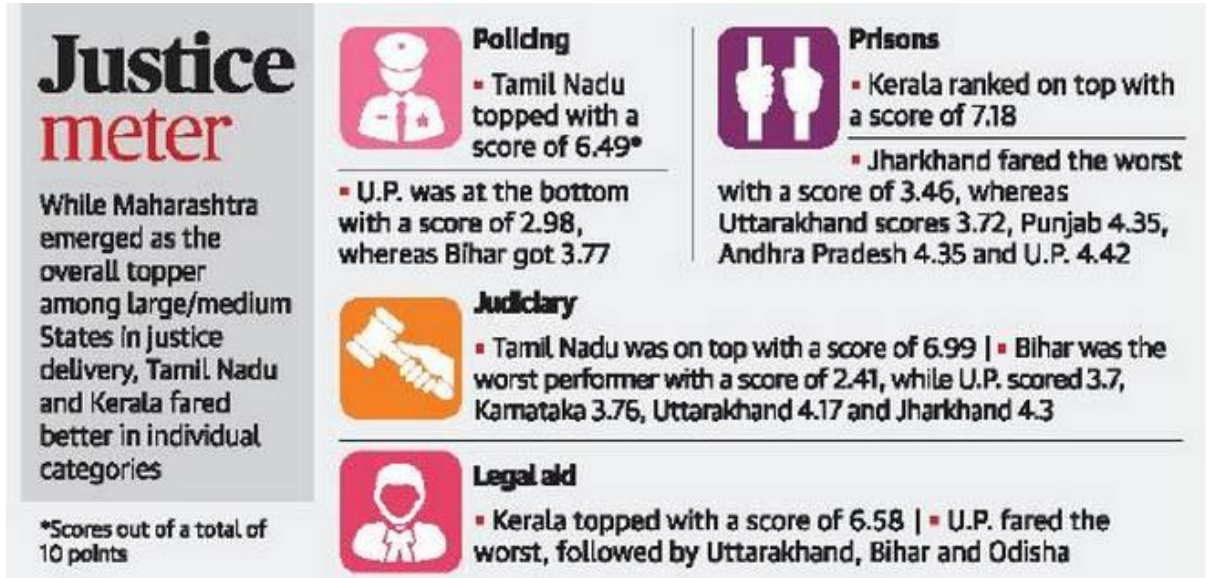 Justice
meter
While Maharashtra
emerged as the
overall topper
among large/medium
States in justice
delivery, Tamil Nadu
and Kerala fared
better in individual
categories
*Scores out of a total of
10 points
Policing
▪ Tamil Nadu
topped with a
score of 6.49*
▪ U.P. was at the bottom
with a score of 2.98,
whereas Bihar got 3.77
Prisons
▪ Kerala ranked on top with
a score of 7.18
▪ Jharkhand fared the worst
with a score of 3.46, whereas
Uttarakhand scores 3.72, Punjab 4.35,
Andhra Pradesh 4.35 and U.P. 4.42
Judiciary
▪ Tamil Nadu was on top with a score of 6.99 | ▪ Bihar was the
worst performer with a score of 2.41, while U.P. scored 3.7,
Karnataka 3.76, Uttarakhand 4.17 and Jharkhand 4.3
Legal aid
▪ Kerala topped with a score of 6.58 | ▪ U.P. fared the
worst, followed by Uttarakhand, Bihar and Odisha